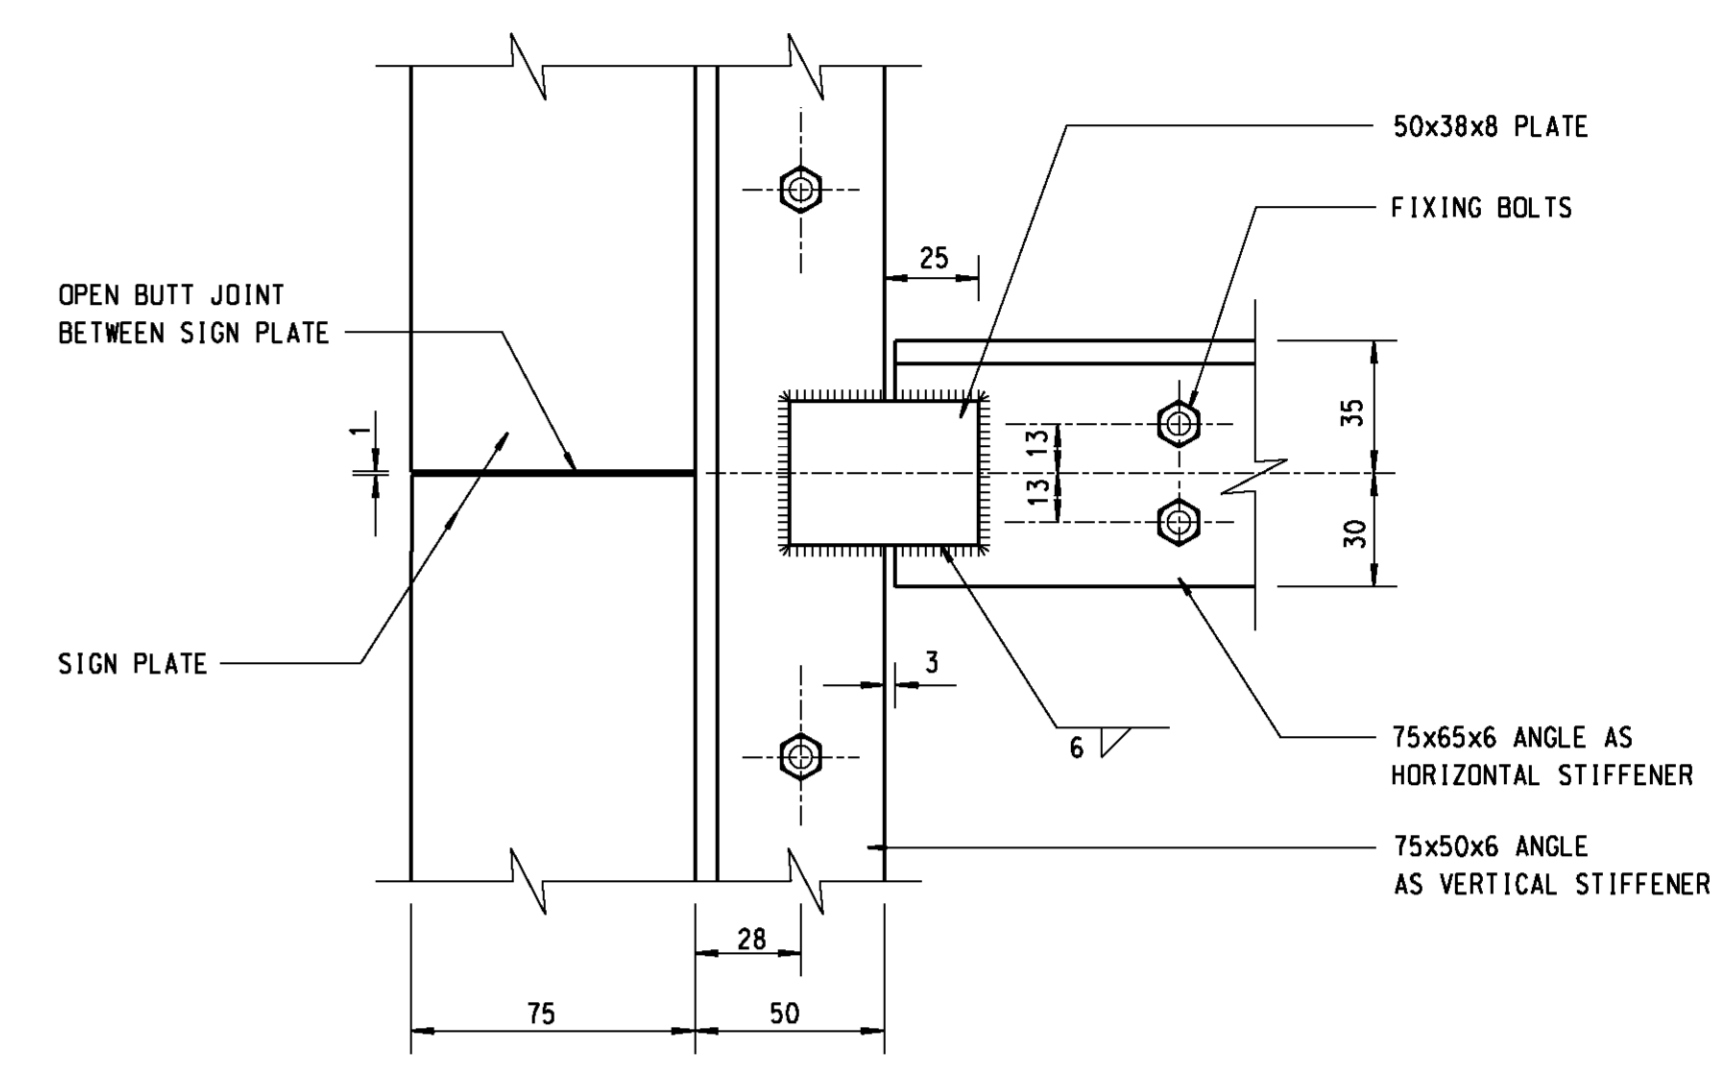 50x38x8 PLATE
FIXING BOLTS
25
OPEN BUTT JOINT
BETWEEN SIGN PLATE
1
13
13
35
30
SIGN PLATE
3
6
75x65x6 ANGLE AS
HORIZONTAL STIFFENER
75x50x6 ANGLE
AS VERTICAL STIFFENER
28
75
50